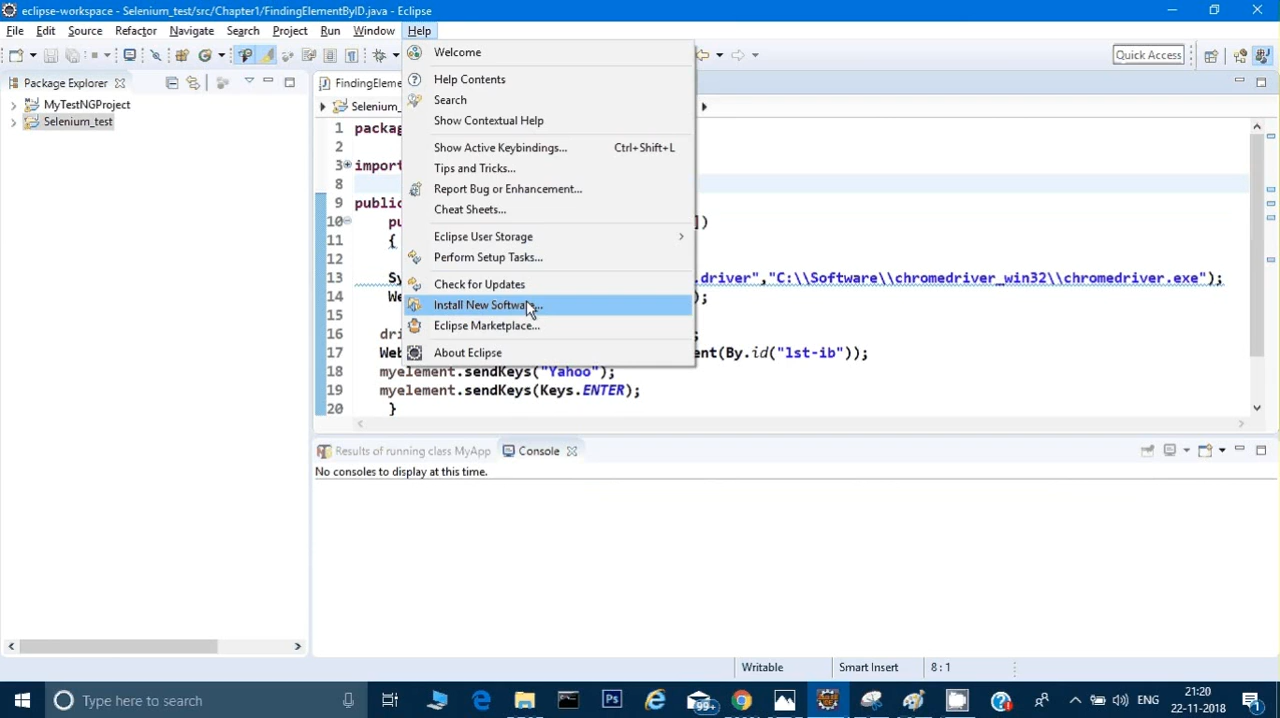 eclipse-workspace - Selenium_test/src/Chapter1/FindingElementByID.java - Eclipse
File Edit Source Refactor Navigate Search Project Run Window Help
Quick Access
Package Explorer
MyTestNGProject
Selenium_test
FindingEleme
Selenium_
Welcome
Help Contents
Search
Show Contextual Help
Show Active Keybindings... Ctrl+Shift+L
Tips and Tricks...
Report Bug or Enhancement...
Cheat Sheets...
Eclipse User Storage
Perform Setup Tasks...
Check for Updates
Install New Software...
Eclipse Marketplace...
About Eclipse
1 packag
2
3 import
8
9 public
10 pu ])
11 {
12
13 Sy .driver","C:\\Software\\chromedriver_win32\\chromedriver.exe");
14 We );
15
16 dri ;
17 Web ent(By.id("lst-ib"));
18 myelement.sendKeys("Yahoo");
19 myelement.sendKeys(Keys.ENTER);
20 }
Results of running class MyApp Console
No consoles to display at this time.
Writable Smart Insert 8 : 1
Type here to search
Ps
99+
ENG
21:20
22-11-2018
1